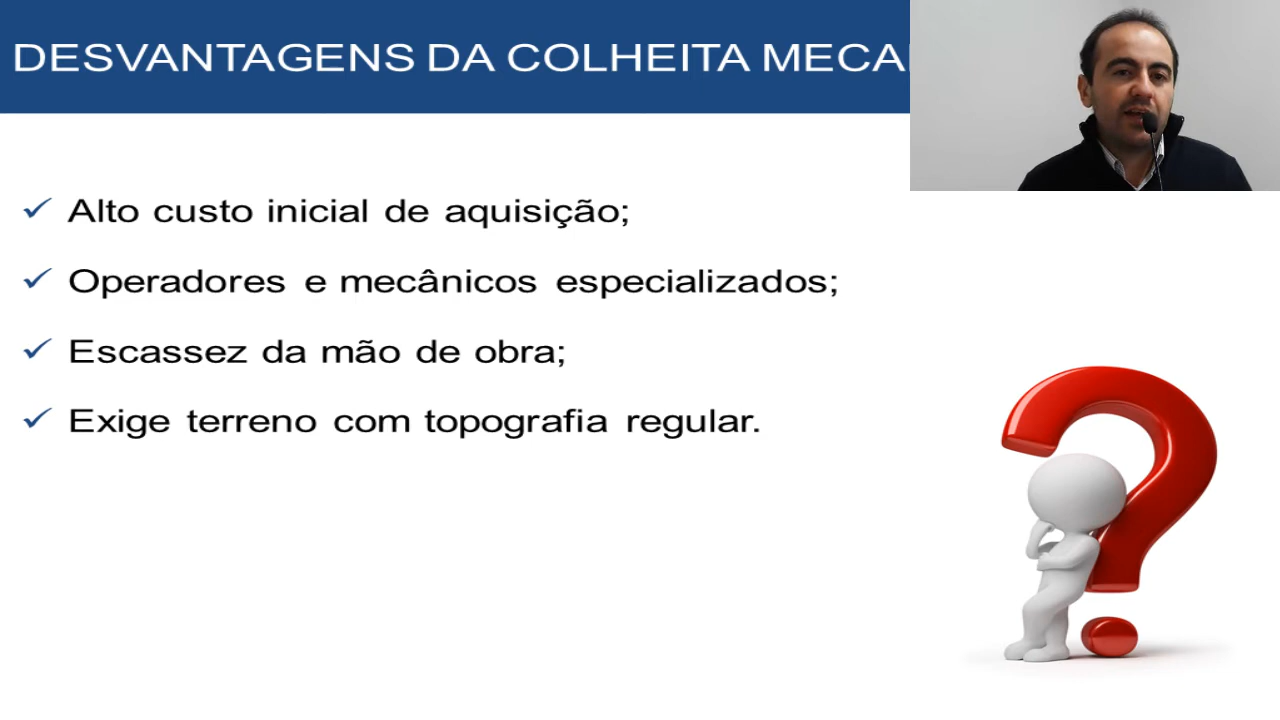 DESVANTAGENS DA COLHEITA
Alto custo inicial de aquisição;
Operadores e mecânicos especializados;
Escassez da mão de obra;
Exige terreno com topografia regular.